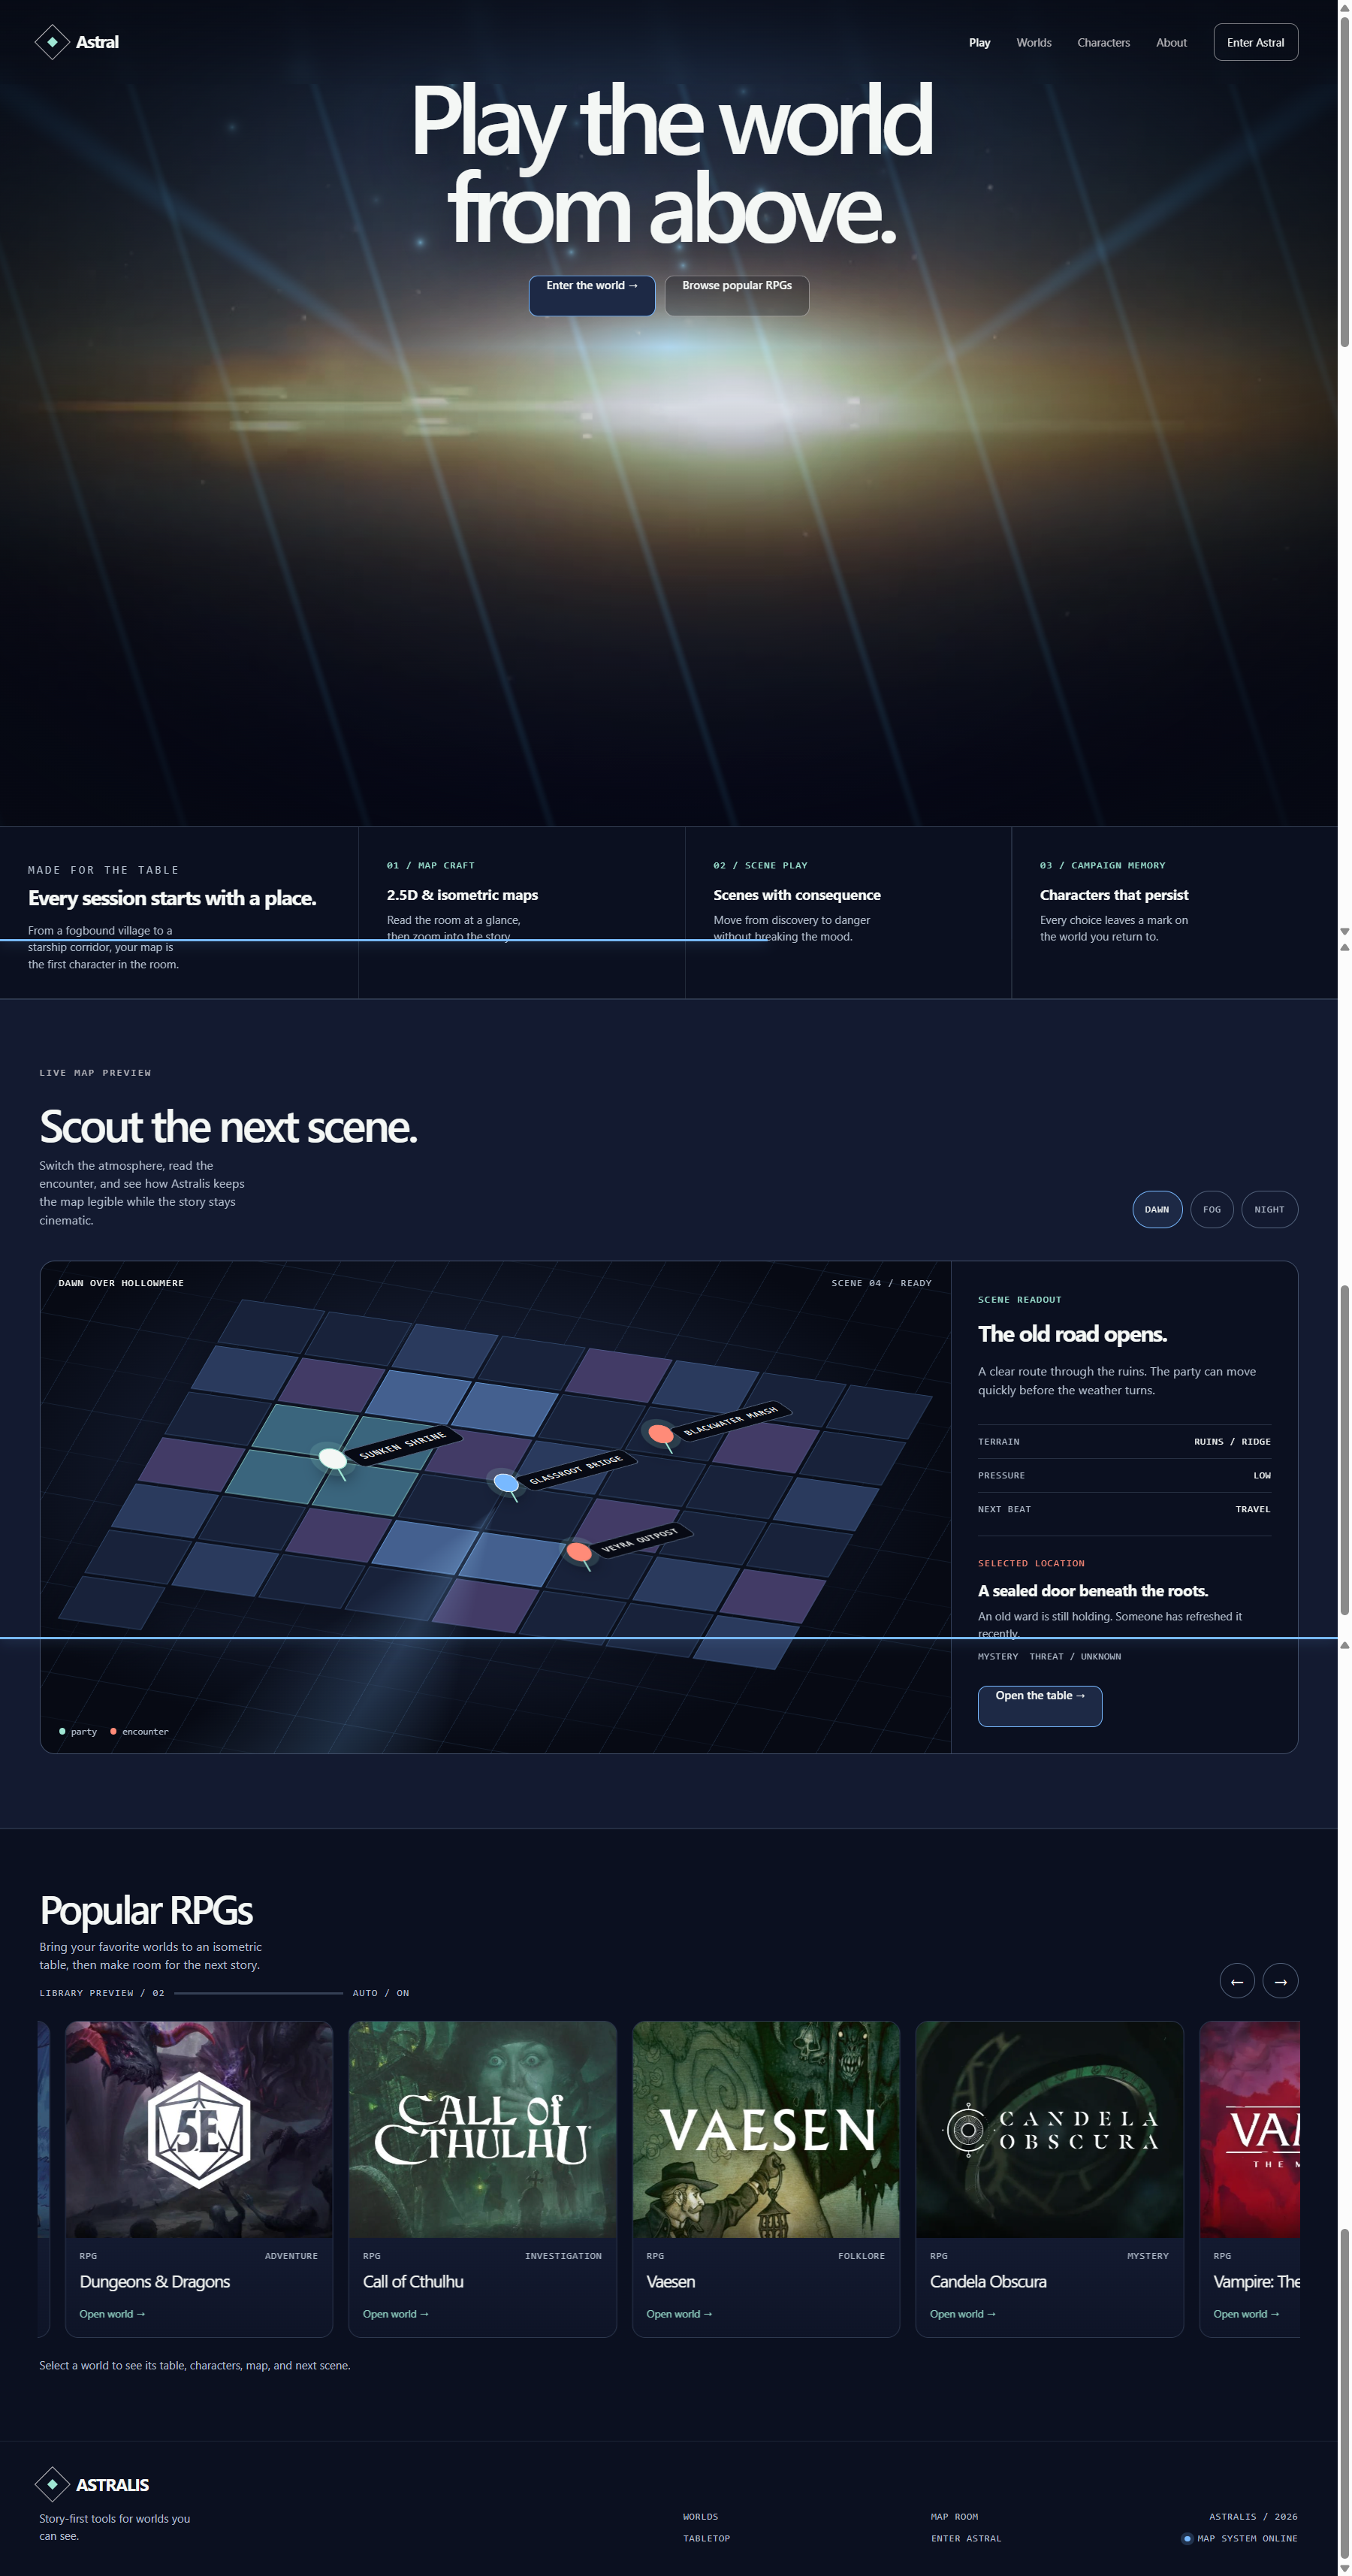 Astral
Play
Worlds
Characters
About
Enter Astral
Play the world
from above.
Enter the world →
Browse popular RPGs
MADE FOR THE TABLE
Every session starts with a place.
From a fogbound village to a
starship corridor, your map is
the first character in the room.
01 / MAP CRAFT
2.5D & isometric maps
Read the room at a glance,
then zoom into the story.
02 / SCENE PLAY
Scenes with consequence
Move from discovery to danger
without breaking the mood.
03 / CAMPAIGN MEMORY
Characters that persist
Every choice leaves a mark on
the world you return to.
LIVE MAP PREVIEW
Scout the next scene.
Switch the atmosphere, read the
encounter, and see how Astralis keeps
the map legible while the story stays
cinematic.
DAWN
FOG
NIGHT
DAWN OVER HOLLOWMERE
SCENE 04 / READY
SUNKEN SHRINE
BLACKWATER MARSH
GLASSROOT BRIDGE
VEYRA OUTPOST
party
encounter
SCENE READOUT
The old road opens.
A clear route through the ruins. The party can move
quickly before the weather turns.
TERRAIN
RUINS / RIDGE
PRESSURE
LOW
NEXT BEAT
TRAVEL
SELECTED LOCATION
A sealed door beneath the roots.
An old ward is still holding. Someone has refreshed it
recently.
MYSTERY
THREAT / UNKNOWN
Open the table →
Popular RPGs
Bring your favorite worlds to an isometric
table, then make room for the next story.
LIBRARY PREVIEW / 02
AUTO / ON
←
→
5E
RPG
ADVENTURE
Dungeons & Dragons
Open world →
CALL of
CTHULHU
RPG
INVESTIGATION
Call of Cthulhu
Open world →
VAESEN
RPG
FOLKLORE
Vaesen
Open world →
CANDELA
OBSCURA
RPG
MYSTERY
Candela Obscura
Open world →
VAM
THE M
RPG
Vampire: The
Open world →
Select a world to see its table, characters, map, and next scene.
ASTRALIS
Story-first tools for worlds you
can see.
WORLDS
TABLETOP
MAP ROOM
ENTER ASTRAL
ASTRALIS / 2026
MAP SYSTEM ONLINE